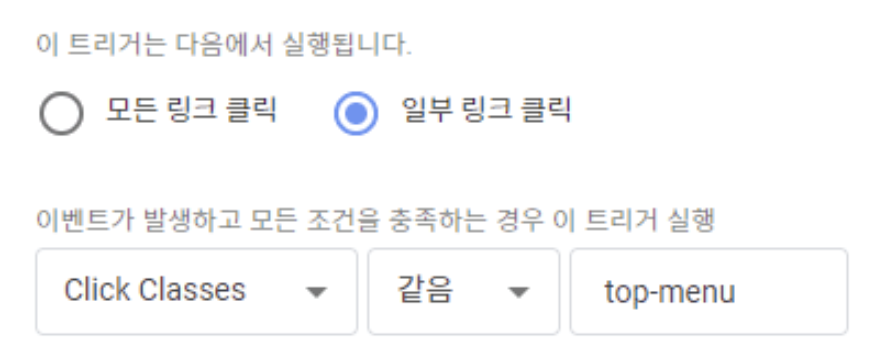 이 트리거는 다음에서 실행됩니다.
모든 링크 클릭 일부 링크 클릭
이벤트가 발생하고 모든 조건을 충족하는 경우 이 트리거 실행
Click Classes 같음 top-menu